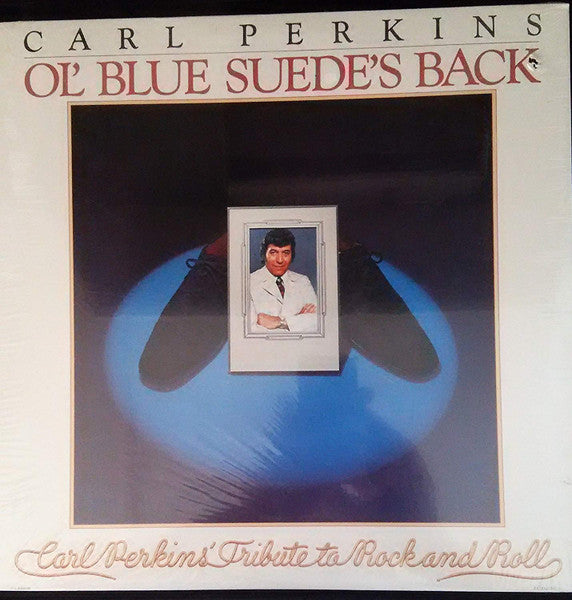 CARL PERKINS
OL' BLUE SUEDE'S BACK
Carl Perkins' Tribute to Rock and Roll